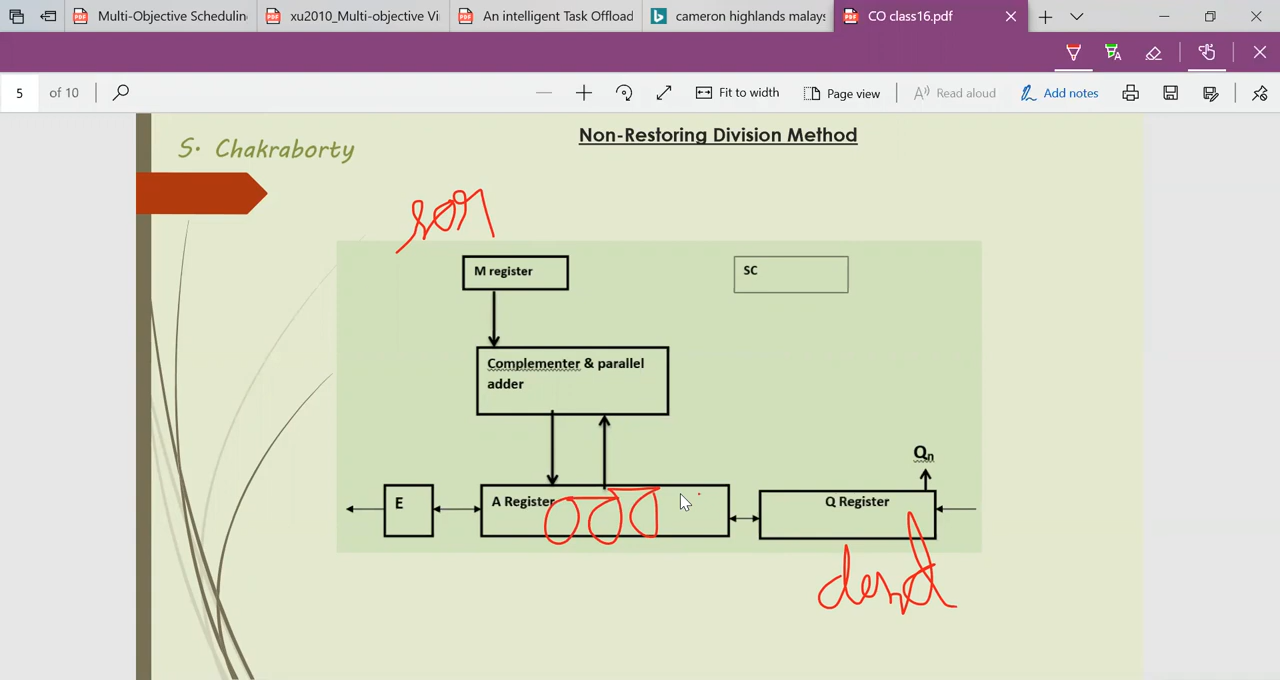 Multi-Objective Schedulin
xu2010_Multi-objective Vi
An intelligent Task Offload
cameron highlands malays
CO class16.pdf
5 of 10
Fit to width
Page view
Read aloud
Add notes
S. Chakraborty
Non-Restoring Division Method
M register
SC
Complementer & parallel
adder
Qn
E
A Register
000
Q Register